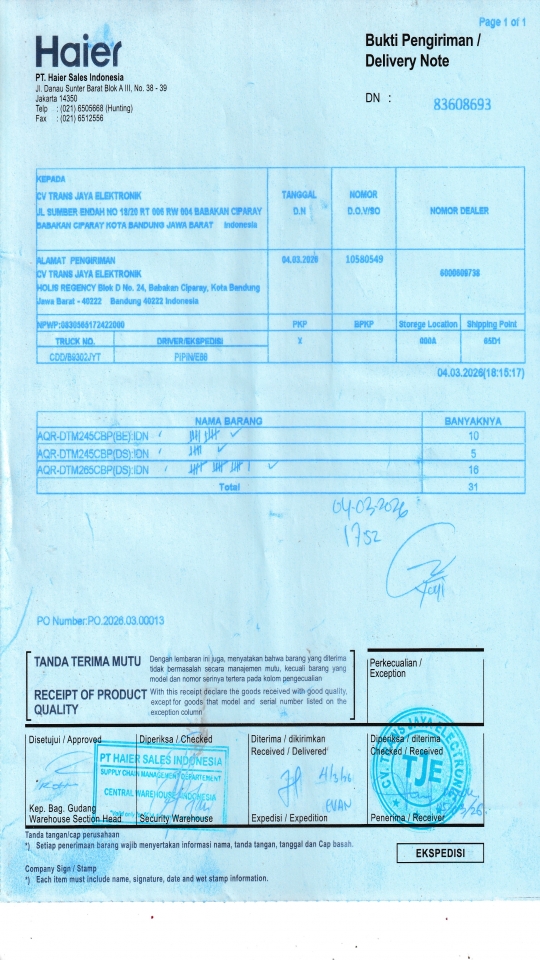 Page 1 of 1
Haier
Bukti Pengiriman /
Delivery Note
PT. Haier Sales Indonesia
Jl. Danau Sunter Barat Blok A III, No. 38 - 39
Jakarta 14350
Telp : (021) 6505668 (Hunting)
Fax : (021) 6512556
DN : 83608693
KEPADA
CV TRANS JAYA ELEKTRONIK
JL SUMBER ENDAH NO 18/20 RT 006 RW 004 BABAKAN CIPARAY
BABAKAN CIPARAY KOTA BANDUNG JAWA BARAT Indonesia
TANGGAL
D.N
NOMOR
D.O./SO
NOMOR DEALER
ALAMAT PENGIRIMAN
CV TRANS JAYA ELEKTRONIK
HOLIS REGENCY Blok D No. 24, Babakan Ciparay, Kota Bandung
Jawa Barat - 40222 Bandung 40222 Indonesia
04.03.2026
10580549
NPWP:0830565172422000
PKP
BPKP
Storege Location
Shipping Point
TRUCK NO.
DRIVER/EKSPEDISI
X
000A
65D1
CDD/B9302JYT
PIPIN/E86
04.03.2026(18:15:17)
NAMA BARANG
BANYAKNYA
AQR-DTM245CBP(BE):IDN
10
AQR-DTM245CBP(DS):IDN
5
AQR-DTM265CBP(DS):IDN
16
Total
31
04-03-2026
1752
PO Number:PO.2026.03.00013
TANDA TERIMA MUTU
Dengan lembaran ini juga, menyatakan bahwa barang yang diterima
tidak bermasalah secara manajemen mutu, kecuali barang yang
model dan nomor serinya tertera pada kolom pengecualian
RECEIPT OF PRODUCT
QUALITY
With this receipt declare the goods received with good quality,
except for goods that model and serial number listed on the
exception column
Perkecualian /
Exception
Disetujui / Approved
Diperiksa / Checked
Diterima / dikirimkan
Received / Delivered
Diperiksa / diterima
Checked / Received
PT HAIER SALES INDONESIA
SUPPLY CHAIN MANAGEMENT DEPARTEMENT
CENTRAL WAREHOUSE INDONESIA
CV. TRANS JAYA ELECTRONIC
TJE
4/3/26
EVAN
Kep. Bag. Gudang
Warehouse Section Head
Security Warehouse
Expedisi / Expedition
Penerima / Receiver
Tanda tangan/cap perusahaan
*) Setiap penerimaan barang wajib menyertakan informasi nama, tanda tangan, tanggal dan Cap basah.
EKSPEDISI
Company Sign / Stamp
*) Each item must include name, signature, date and wet stamp information.